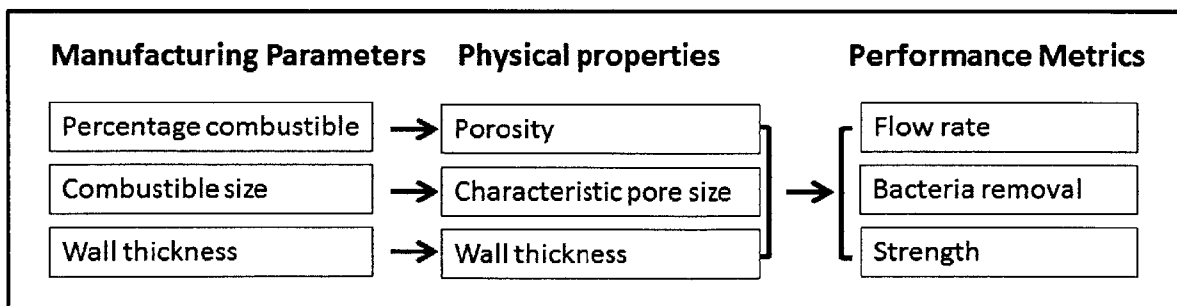 Manufacturing Parameters Physical properties Performance Metrics
Percentage combustible Porosity Flow rate
Combustible size Characteristic pore size Bacteria removal
Wall thickness Wall thickness Strength